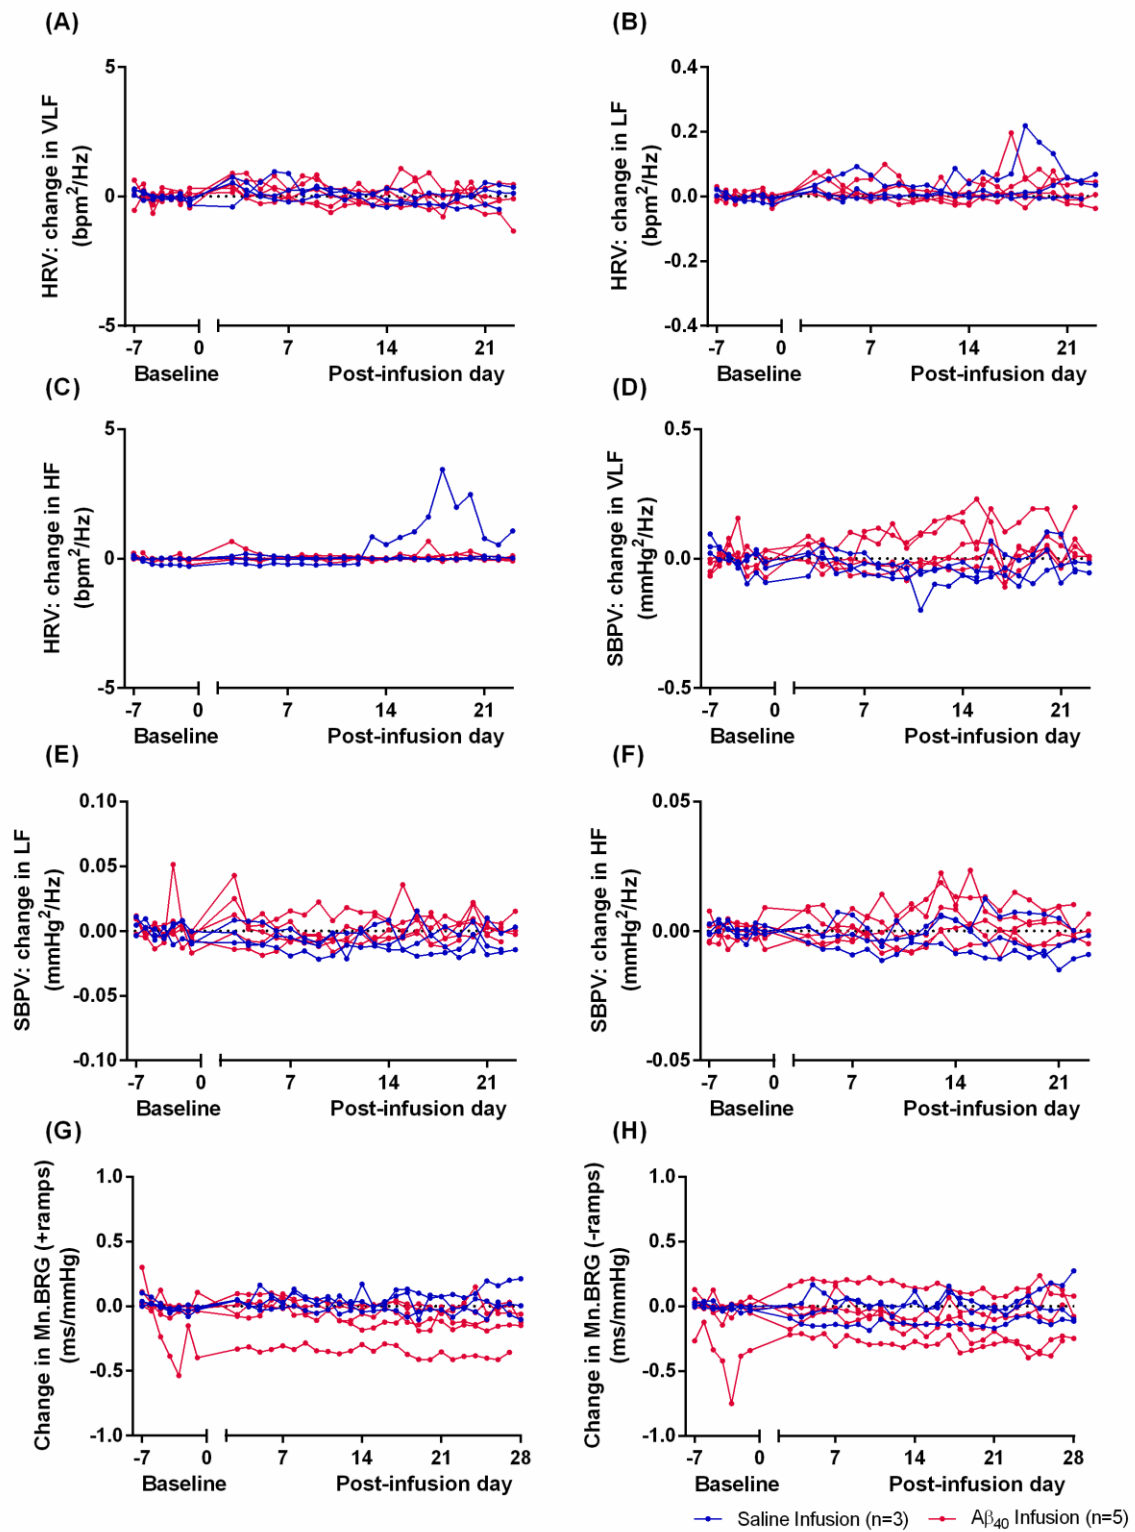 (A)
(B)
HRV: change in VLF
(bpm²/Hz)
5
0
-5
-7 0 7 14 21
Baseline Post-infusion day
HRV: change in LF
(bpm²/Hz)
0.4
0.2
0.0
-0.2
-0.4
-7 0 7 14 21
Baseline Post-infusion day
(C)
(D)
HRV: change in HF
(bpm²/Hz)
5
0
-5
-7 0 7 14 21
Baseline Post-infusion day
SBPV: change in VLF
(mmHg²/Hz)
0.5
0.0
-0.5
-7 0 7 14 21
Baseline Post-infusion day
(E)
(F)
SBPV: change in LF
(mmHg²/Hz)
0.10
0.05
0.00
-0.05
-0.10
-7 0 7 14 21
Baseline Post-infusion day
SBPV: change in HF
(mmHg²/Hz)
0.05
0.00
-0.05
-7 0 7 14 21
Baseline Post-infusion day
(G)
(H)
Change in Mn.BRG (+ramps)
(ms/mmHg)
1.0
0.5
0.0
-0.5
-1.0
-7 0 7 14 21 28
Baseline Post-infusion day
Change in Mn.BRG (-ramps)
(ms/mmHg)
1.0
0.5
0.0
-0.5
-1.0
-7 0 7 14 21 28
Baseline Post-infusion day
Saline Infusion (n=3) Aβ₄₀ Infusion (n=5)